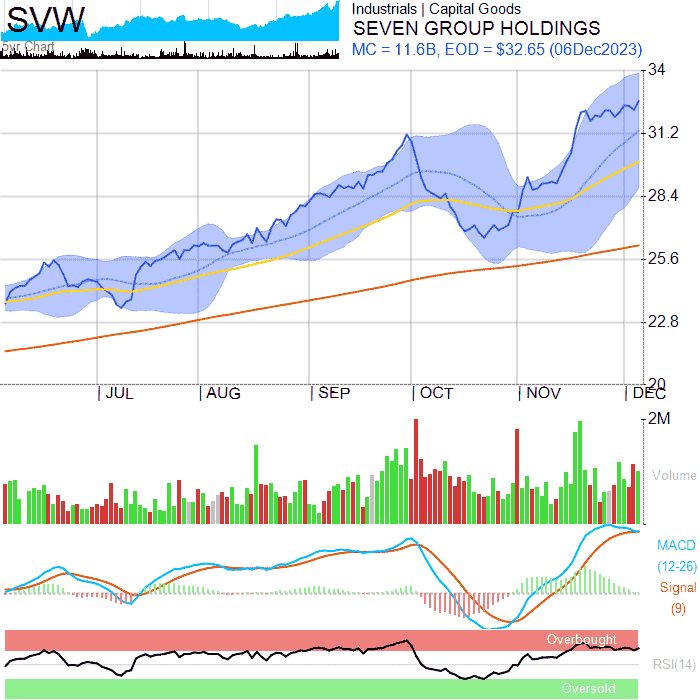 SVW
5yr Chart
Industrials | Capital Goods
SEVEN GROUP HOLDINGS
MC = 11.6B, EOD = $32.65 (06Dec2023)
34
31.2
28.4
25.6
22.8
20
JUL AUG SEP OCT NOV DEC
2M
Volume
MACD
(12-26)
Signal
(9)
Overbought
RSI(14)
Oversold